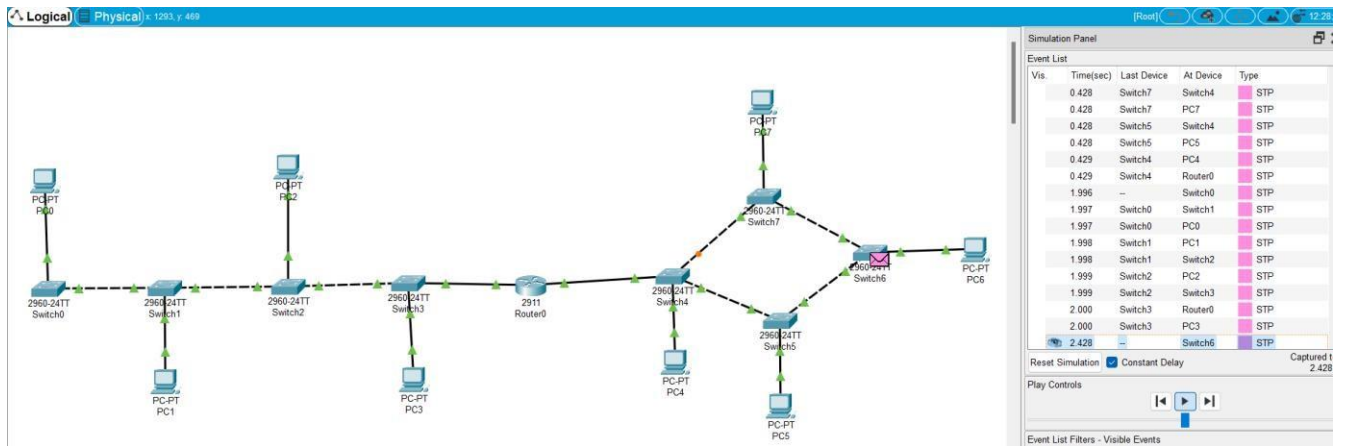 Logical Physical x: 1293, y: 469 [Root] 12:28:
Simulation Panel
Event List
Vis. Time(sec) Last Device At Device Type
0.428 Switch7 Switch4 STP
0.428 Switch7 PC7 STP
0.428 Switch5 Switch4 STP
0.428 Switch5 PC5 STP
0.429 Switch4 PC4 STP
0.429 Switch4 Router0 STP
1.996 -- Switch0 STP
1.997 Switch0 Switch1 STP
1.997 Switch0 PC0 STP
1.998 Switch1 PC1 STP
1.998 Switch1 Switch2 STP
1.999 Switch2 PC2 STP
1.999 Switch2 Switch3 STP
2.000 Switch3 Router0 STP
2.000 Switch3 PC3 STP
2.428 -- Switch6 STP
Reset Simulation Constant Delay Captured t
2.428
Play Controls
Event List Filters - Visible Events
PC-PT
PC7
PC-PT
PC2
PC-PT
PC0
2960-24TT
Switch7
2960-24TT
Switch6
PC-PT
PC6
2960-24TT
Switch0
2960-24TT
Switch1
2960-24TT
Switch2
2960-24TT
Switch3
2911
Router0
2960-24TT
Switch4
2960-24TT
Switch5
PC-PT
PC1
PC-PT
PC3
PC-PT
PC4
PC-PT
PC5